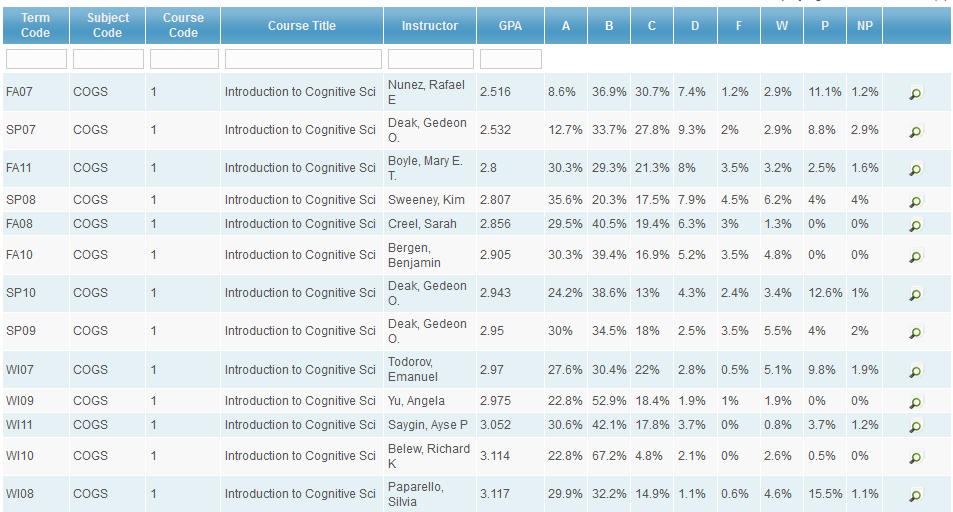 Term Code Subject Code Course Code Course Title Instructor GPA A B C D F W P NP
FA07 COGS 1 Introduction to Cognitive Sci Nunez, Rafael E 2.516 8.6% 36.9% 30.7% 7.4% 1.2% 2.9% 11.1% 1.2%
SP07 COGS 1 Introduction to Cognitive Sci Deak, Gedeon O. 2.532 12.7% 33.7% 27.8% 9.3% 2% 2.9% 8.8% 2.9%
FA11 COGS 1 Introduction to Cognitive Sci Boyle, Mary E. T. 2.8 30.3% 29.3% 21.3% 8% 3.5% 3.2% 2.5% 1.6%
SP08 COGS 1 Introduction to Cognitive Sci Sweeney, Kim 2.807 35.6% 20.3% 17.5% 7.9% 4.5% 6.2% 4% 4%
FA08 COGS 1 Introduction to Cognitive Sci Creel, Sarah 2.856 29.5% 40.5% 19.4% 6.3% 3% 1.3% 0% 0%
FA10 COGS 1 Introduction to Cognitive Sci Bergen, Benjamin 2.905 30.3% 39.4% 16.9% 5.2% 3.5% 4.8% 0% 0%
SP10 COGS 1 Introduction to Cognitive Sci Deak, Gedeon O. 2.943 24.2% 38.6% 13% 4.3% 2.4% 3.4% 12.6% 1%
SP09 COGS 1 Introduction to Cognitive Sci Deak, Gedeon O. 2.95 30% 34.5% 18% 2.5% 3.5% 5.5% 4% 2%
WI07 COGS 1 Introduction to Cognitive Sci Todorov, Emanuel 2.97 27.6% 30.4% 22% 2.8% 0.5% 5.1% 9.8% 1.9%
WI09 COGS 1 Introduction to Cognitive Sci Yu, Angela 2.975 22.8% 52.9% 18.4% 1.9% 1% 1.9% 0% 0%
WI11 COGS 1 Introduction to Cognitive Sci Saygin, Ayse P 3.052 30.6% 42.1% 17.8% 3.7% 0% 0.8% 3.7% 1.2%
WI10 COGS 1 Introduction to Cognitive Sci Belew, Richard K 3.114 22.8% 67.2% 4.8% 2.1% 0% 2.6% 0.5% 0%
WI08 COGS 1 Introduction to Cognitive Sci Paparello, Silvia 3.117 29.9% 32.2% 14.9% 1.1% 0.6% 4.6% 15.5% 1.1%